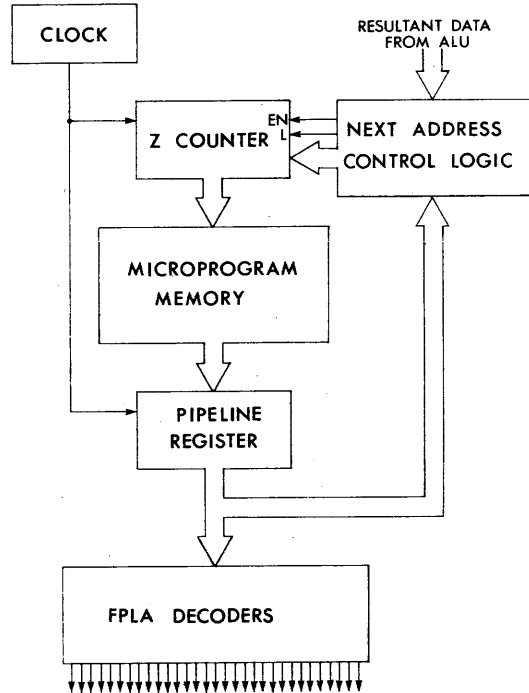 CLOCK
RESULTANT DATA
FROM ALU
Z COUNTER
EN
L
NEXT ADDRESS
CONTROL LOGIC
MICROPROGRAM
MEMORY
PIPELINE
REGISTER
FPLA DECODERS